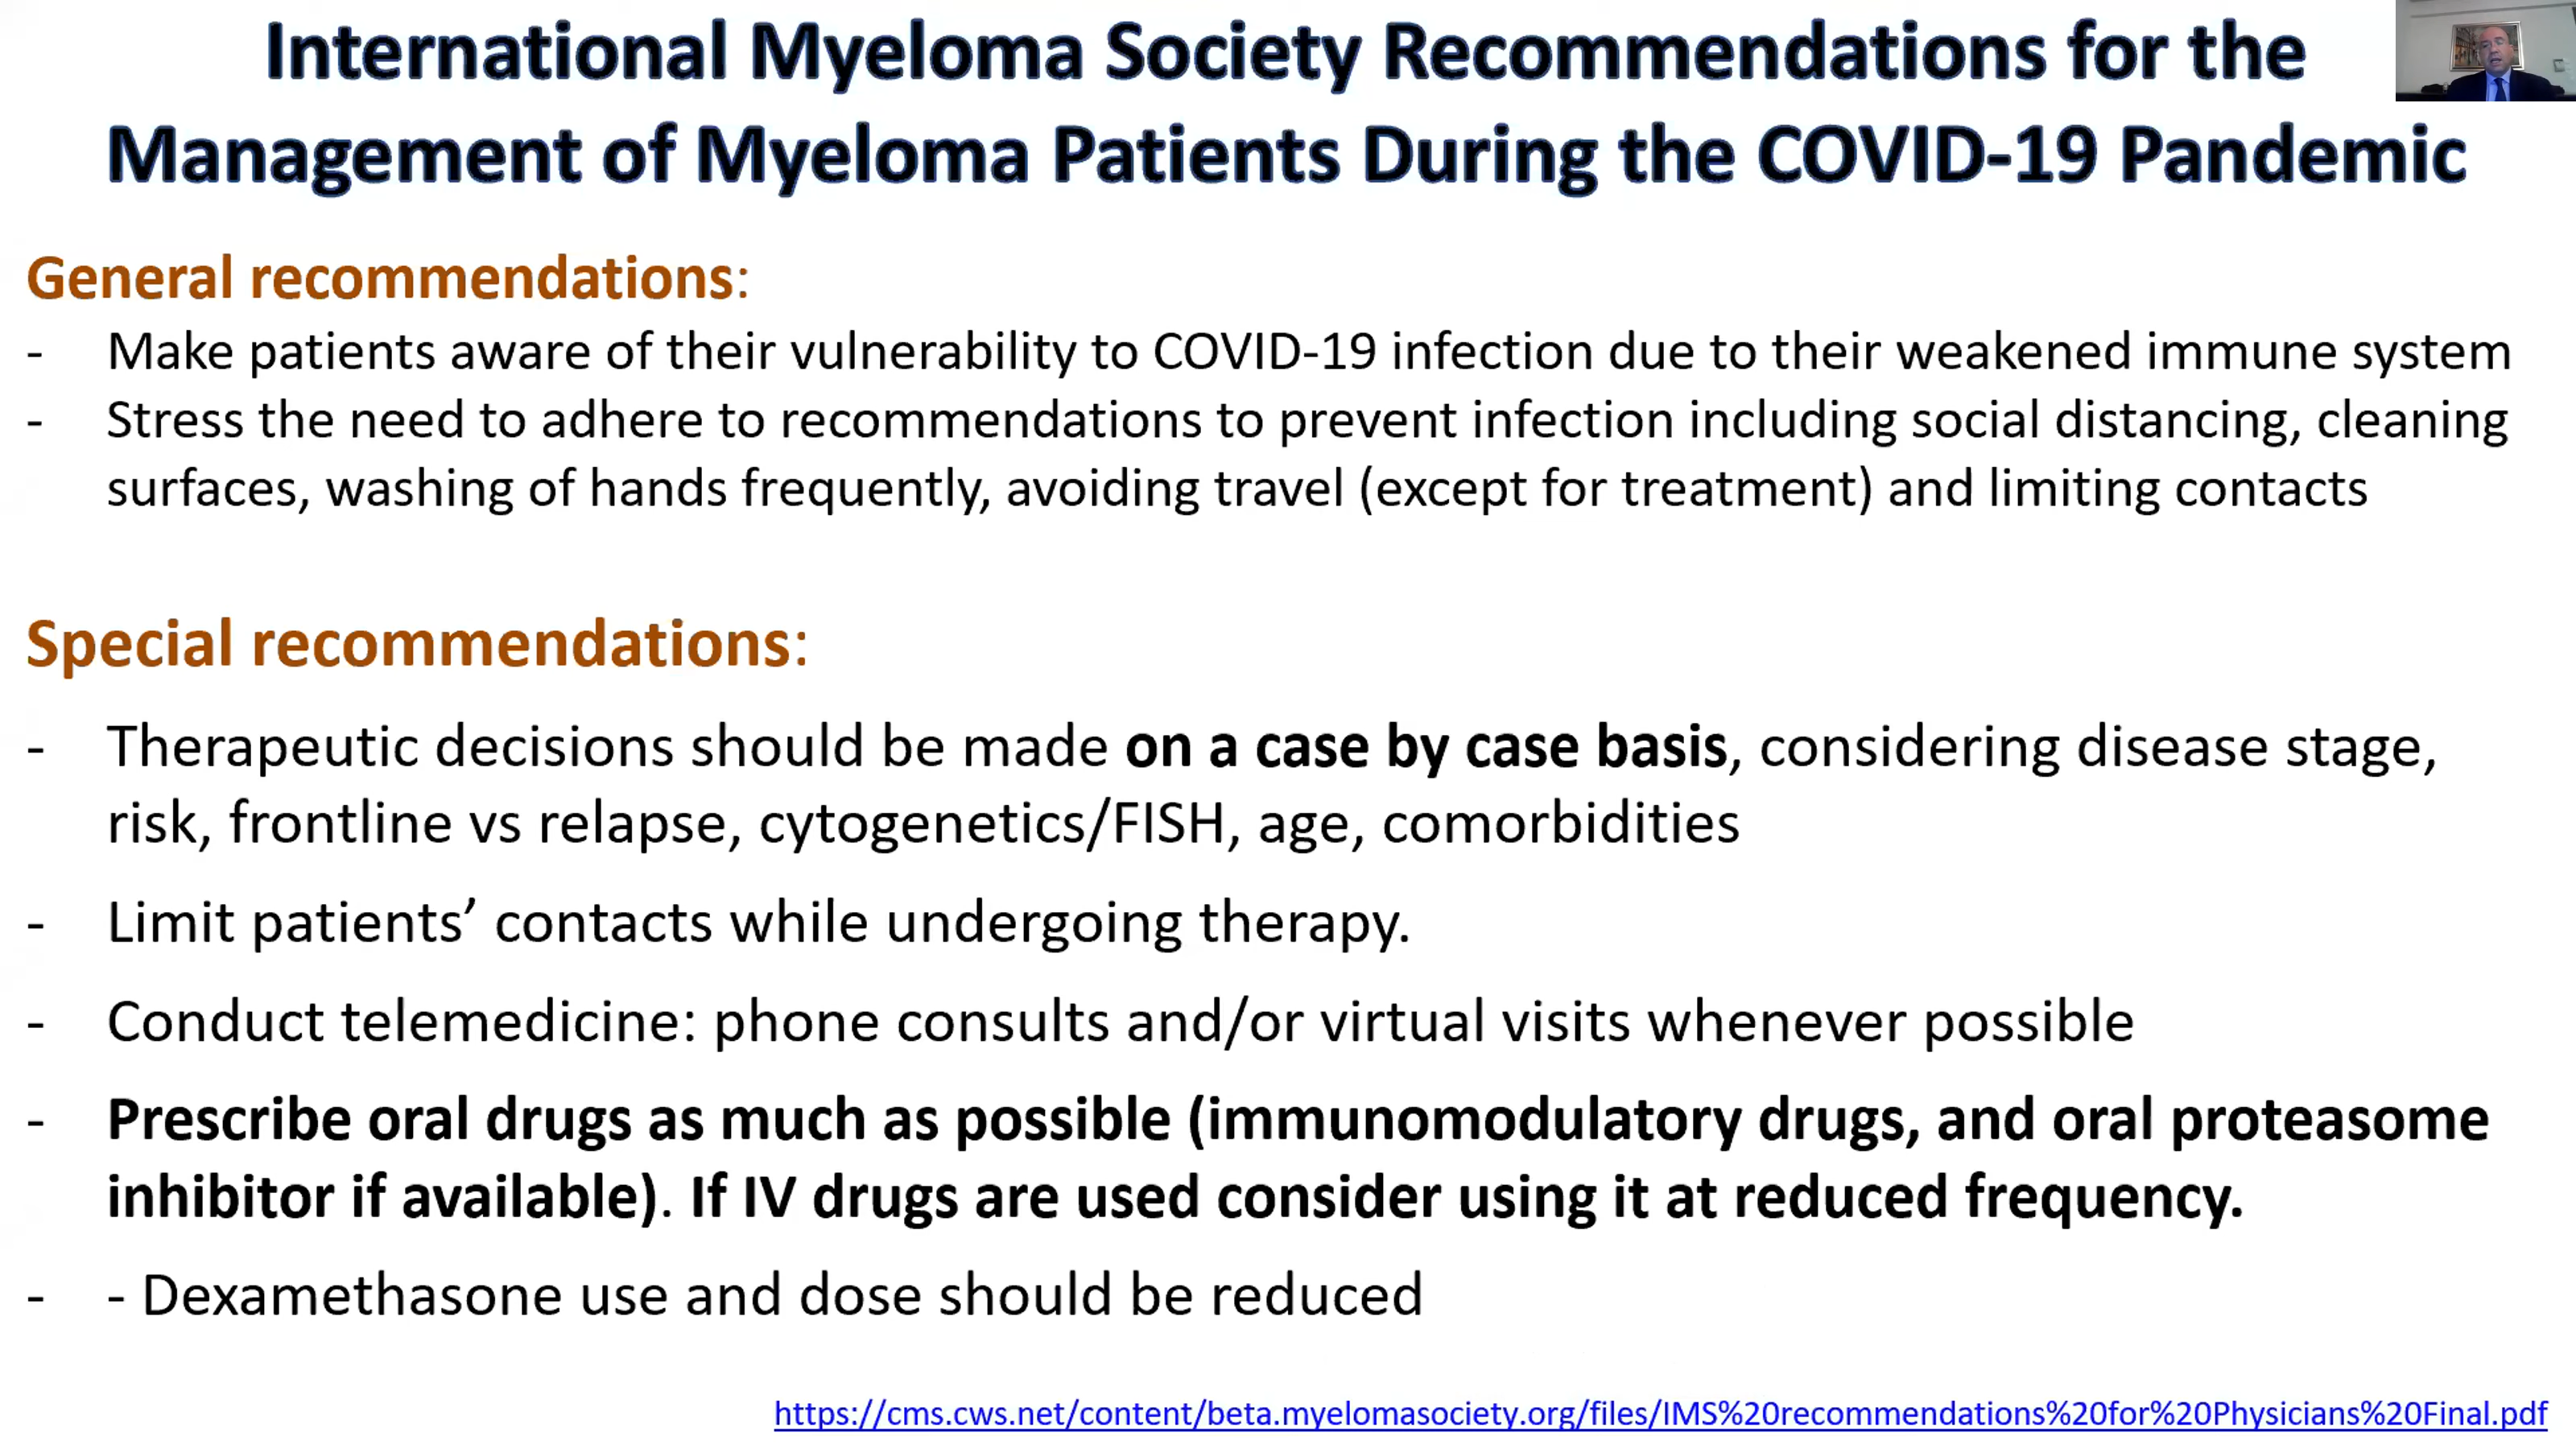 International Myeloma Society Recommendations for the
Management of Myeloma Patients During the COVID-19 Pandemic
General recommendations:
- Make patients aware of their vulnerability to COVID-19 infection due to their weakened immune system
- Stress the need to adhere to recommendations to prevent infection including social distancing, cleaning
surfaces, washing of hands frequently, avoiding travel (except for treatment) and limiting contacts
Special recommendations:
- Therapeutic decisions should be made on a case by case basis, considering disease stage,
risk, frontline vs relapse, cytogenetics/FISH, age, comorbidities
- Limit patients’ contacts while undergoing therapy.
- Conduct telemedicine: phone consults and/or virtual visits whenever possible
- Prescribe oral drugs as much as possible (immunomodulatory drugs, and oral proteasome
inhibitor if available). If IV drugs are used consider using it at reduced frequency.
- - Dexamethasone use and dose should be reduced
https://cms.cws.net/content/beta.myelomasociety.org/files/IMS%20recommendations%20for%20Physicians%20Final.pdf